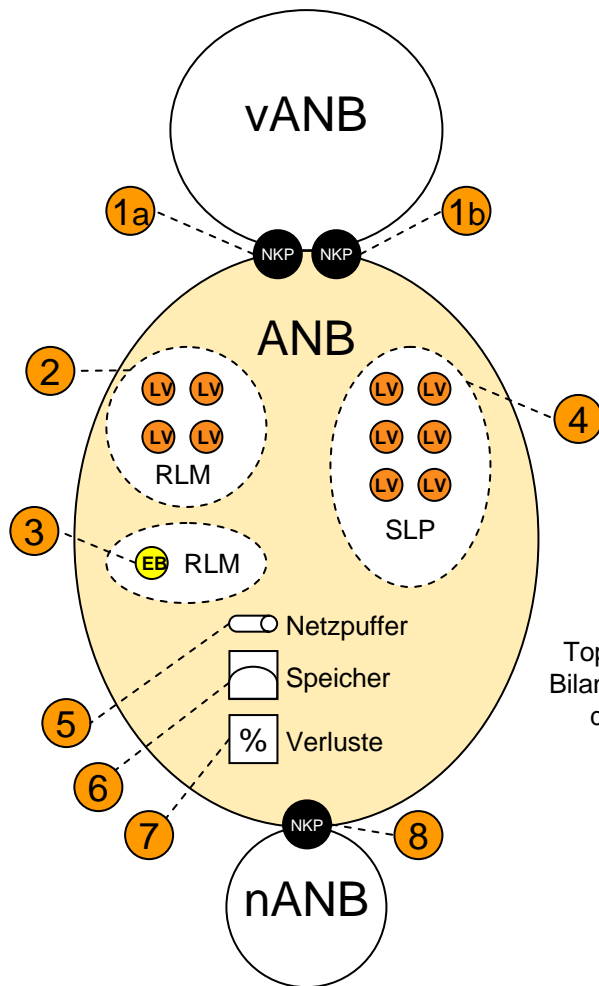 vANB
1a
1b
NKP NKP
ANB
2
LV LV
LV LV
RLM
LV LV
LV LV
LV LV
SLP
4
3
EB RLM
Netzpuffer
Speicher
% Verluste
5
6
7
NKP
8
nANB